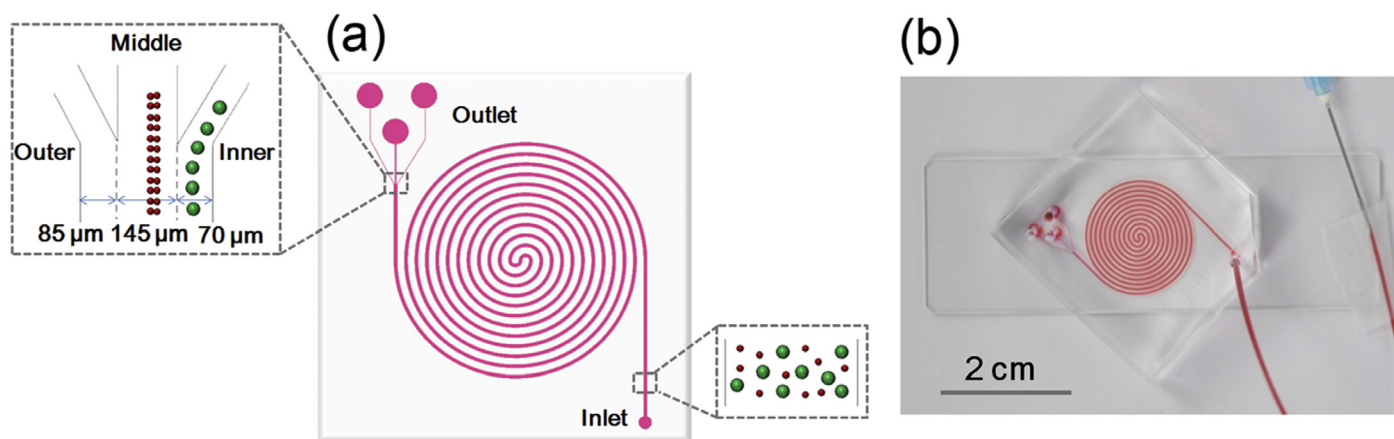 (a)
(b)
Middle
Outer
Inner
85 µm 145 µm 70 µm
Outlet
Inlet
2 cm